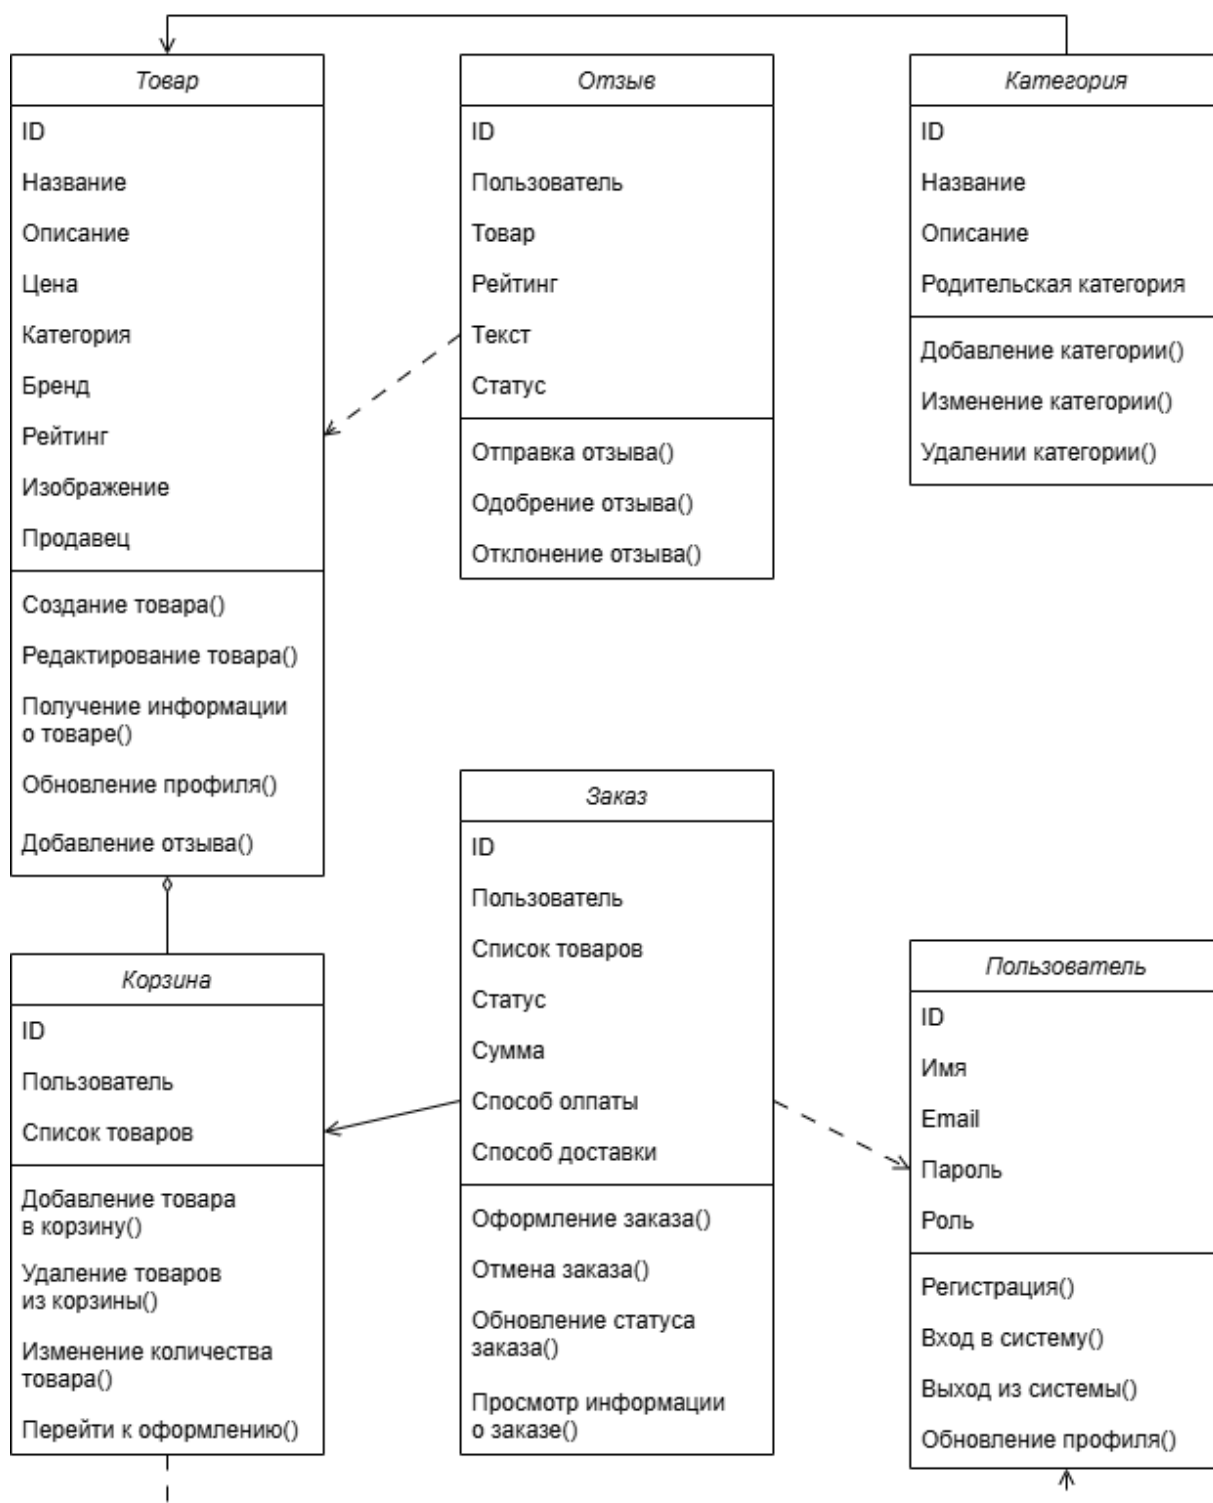 Товар
ID
Название
Описание
Цена
Категория
Бренд
Рейтинг
Изображение
Продавец
Создание товара()
Редактирование товара()
Получение информации
о товаре()
Обновление профиля()
Добавление отзыва()
Отзыв
ID
Пользователь
Товар
Рейтинг
Текст
Статус
Отправка отзыва()
Одобрение отзыва()
Отклонение отзыва()
Категория
ID
Название
Описание
Родительская категория
Добавление категории()
Изменение категории()
Удалении категории()
Корзина
ID
Пользователь
Список товаров
Добавление товара
в корзину()
Удаление товаров
из корзины()
Изменение количества
товара()
Перейти к оформлению()
Заказ
ID
Пользователь
Список товаров
Статус
Сумма
Способ олпаты
Способ доставки
Оформление заказа()
Отмена заказа()
Обновление статуса
заказа()
Просмотр информации
о заказе()
Пользователь
ID
Имя
Email
Пароль
Роль
Регистрация()
Вход в систему()
Выход из системы()
Обновление профиля()